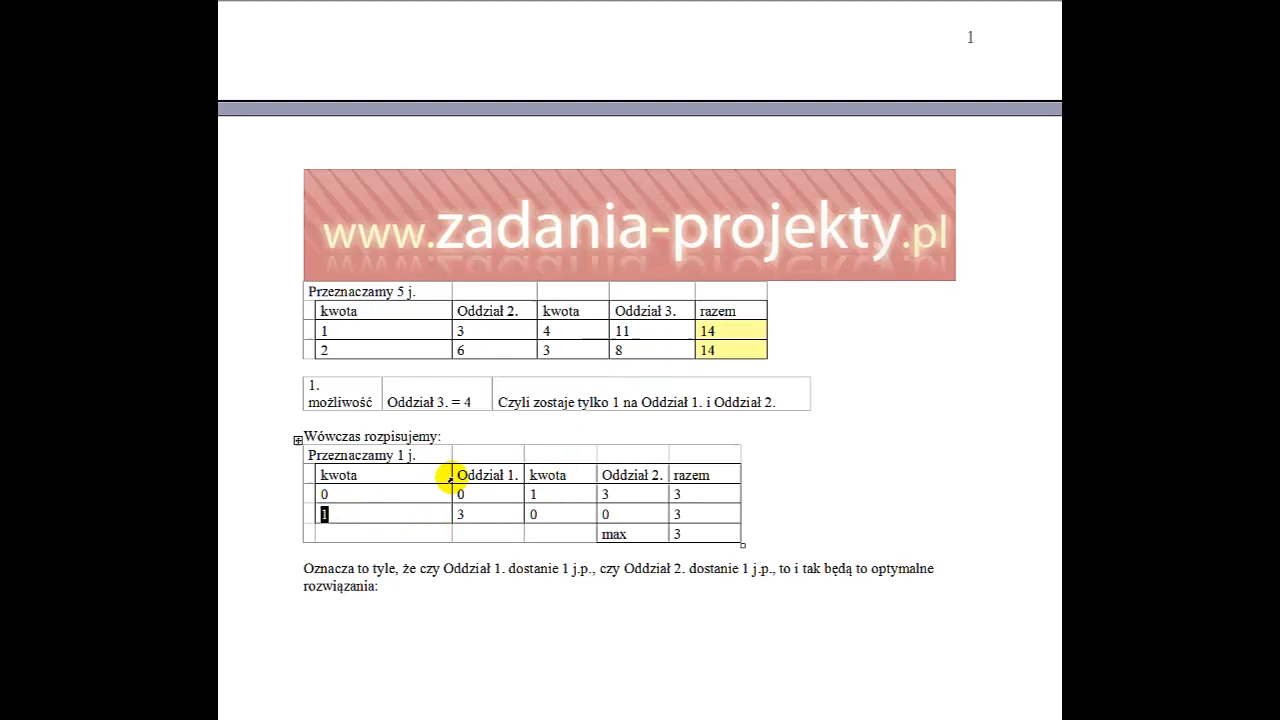 1
www.zadania-projekty.pl
Przeznaczamy 5 j.
kwota Oddział 2. kwota Oddział 3. razem
1 3 4 11 14
2 6 3 8 14
1.
możliwość Oddział 3. = 4 Czyli zostaje tylko 1 na Oddział 1. i Oddział 2.
Wówczas rozpisujemy:
Przeznaczamy 1 j.
kwota Oddział 1. kwota Oddział 2. razem
0 0 1 3 3
1 3 0 0 3
max 3
Oznacza to tyle, że czy Oddział 1. dostanie 1 j.p., czy Oddział 2. dostanie 1 j.p., to i tak będą to optymalne
rozwiązania: